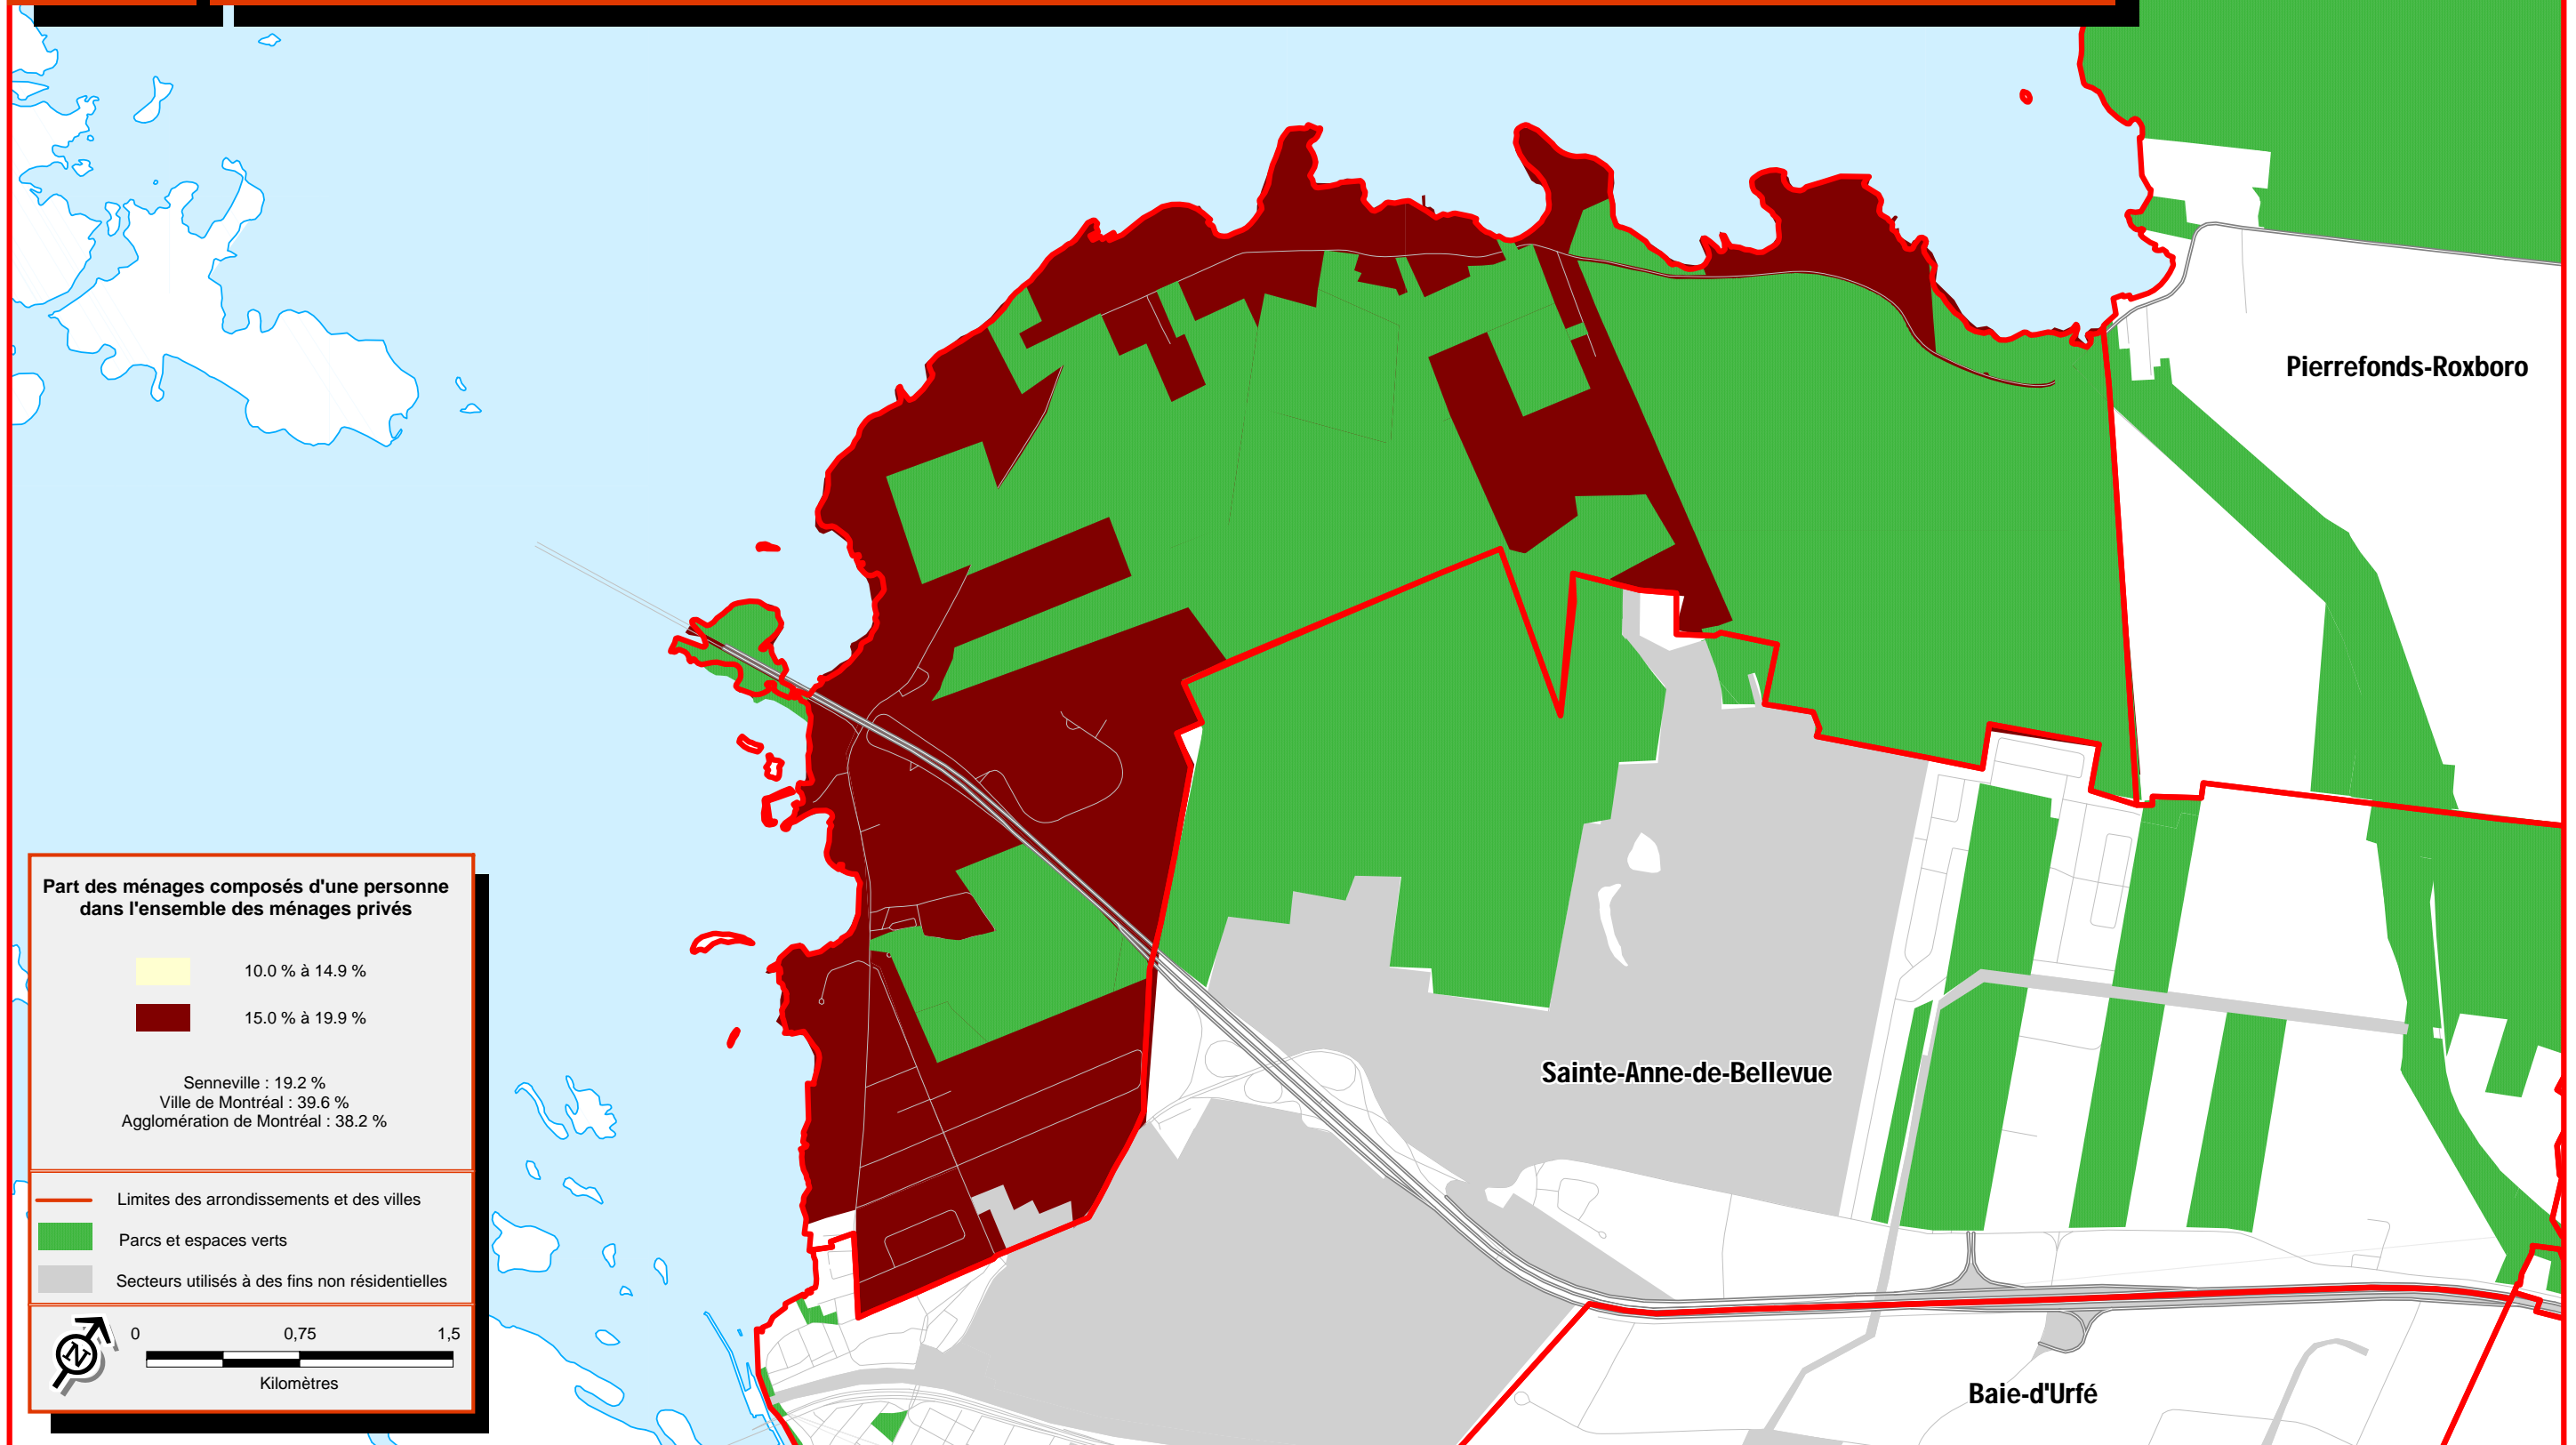 Pierrefonds-Roxboro
Sainte-Anne-de-Bellevue
Baie-d'Urfé
Part des ménages composés d'une personne
dans l'ensemble des ménages privés
10.0 % à 14.9 %
15.0 % à 19.9 %
Senneville : 19.2 %
Ville de Montréal : 39.6 %
Agglomération de Montréal : 38.2 %
Limites des arrondissements et des villes
Parcs et espaces verts
Secteurs utilisés à des fins non résidentielles
N
0 0,75 1,5
Kilomètres